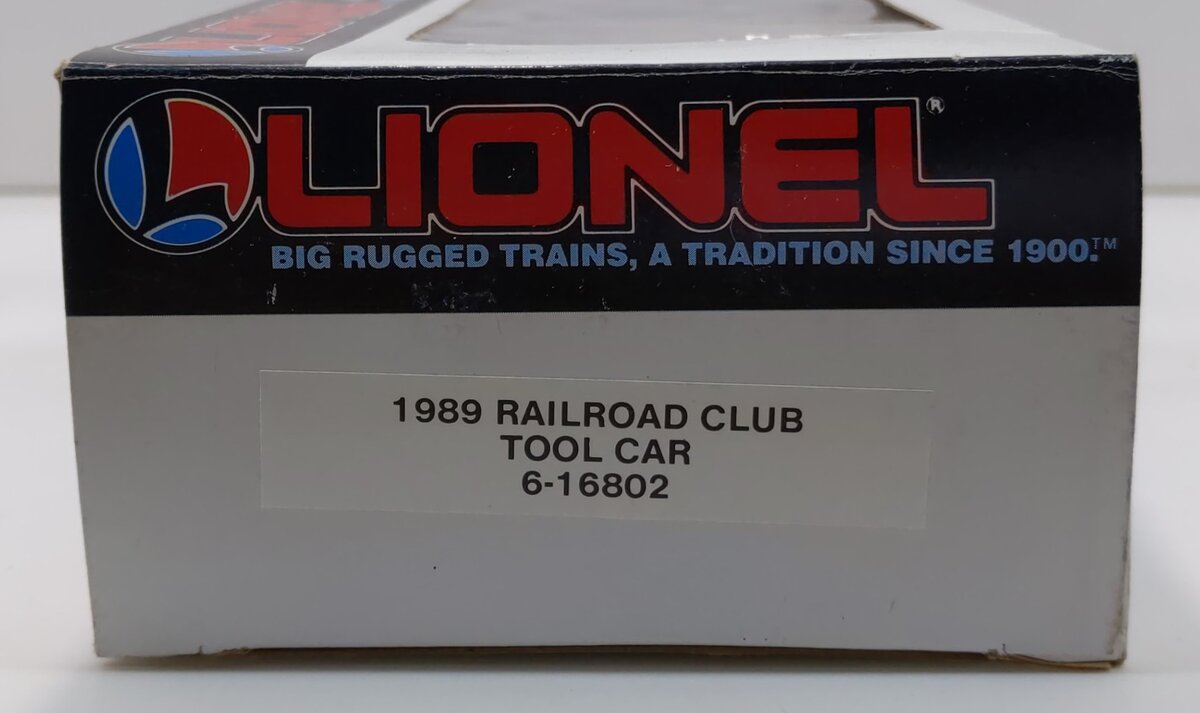 LIONEL®
BIG RUGGED TRAINS, A TRADITION SINCE 1900.™
1989 RAILROAD CLUB
TOOL CAR
6-16802